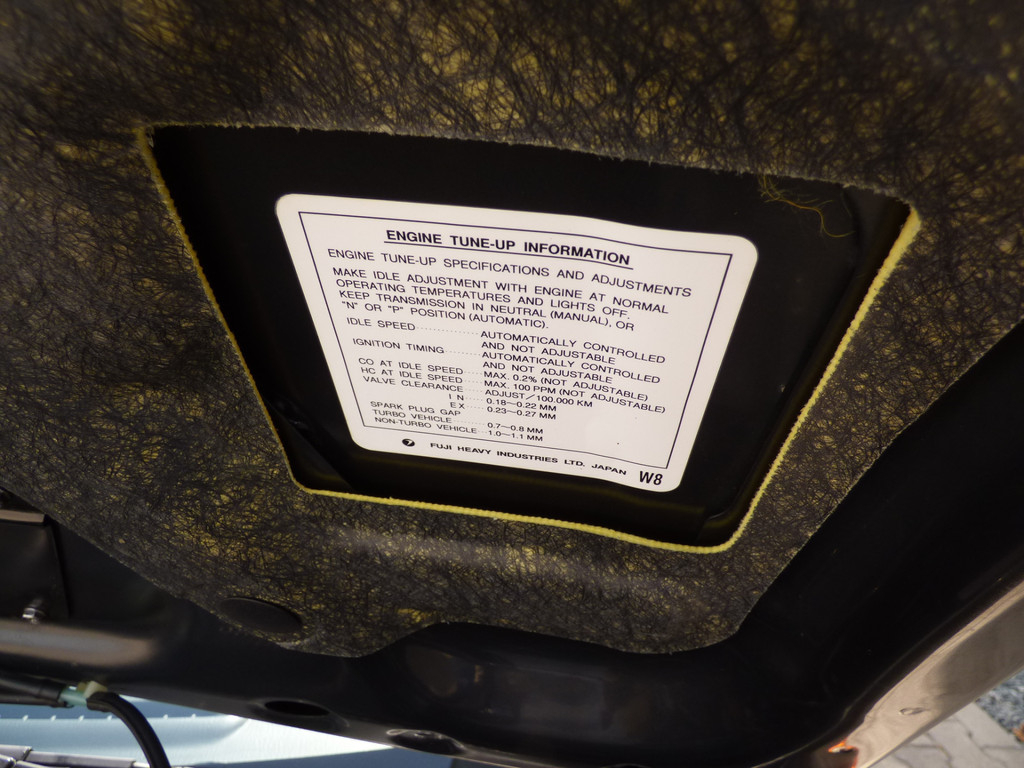 ENGINE TUNE-UP INFORMATION
ENGINE TUNE-UP SPECIFICATIONS AND ADJUSTMENTS
MAKE IDLE ADJUSTMENT WITH ENGINE AT NORMAL
OPERATING TEMPERATURES AND LIGHTS OFF.
KEEP TRANSMISSION IN NEUTRAL (MANUAL), OR
"N" OR "P" POSITION (AUTOMATIC).
IDLE SPEED ············ AUTOMATICALLY CONTROLLED
AND NOT ADJUSTABLE
IGNITION TIMING ······· AUTOMATICALLY CONTROLLED
AND NOT ADJUSTABLE
CO AT IDLE SPEED ···· MAX. 0.2% (NOT ADJUSTABLE)
HC AT IDLE SPEED ···· MAX. 100 PPM (NOT ADJUSTABLE)
VALVE CLEARANCE ···· ADJUST/100.000 KM
IN ···· 0.18~0.22 MM
EX ···· 0.23~0.27 MM
SPARK PLUG GAP
TURBO VEHICLE ······· 0.7~0.8 MM
NON-TURBO VEHICLE ·· 1.0~1.1 MM
7 FUJI HEAVY INDUSTRIES LTD. JAPAN W8